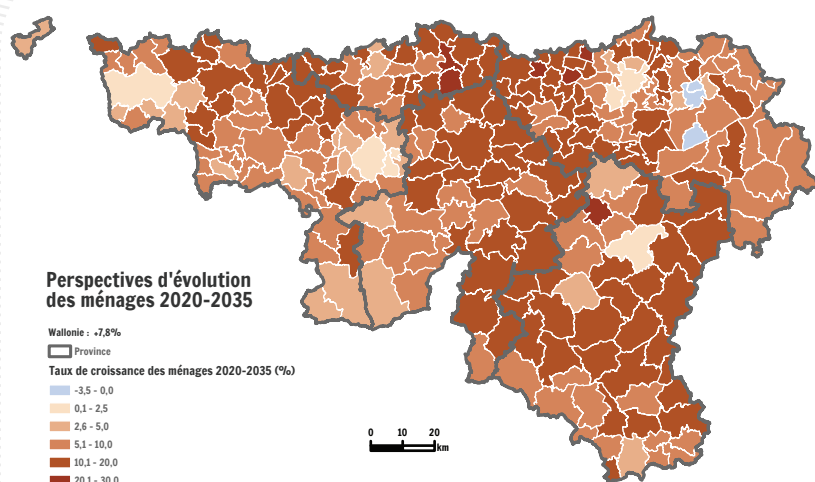 Perspectives d'évolution
des ménages 2020-2035
Wallonie : +7,8%
Province
Taux de croissance des ménages 2020-2035 (%)
-3,5 - 0,0
0,1 - 2,5
2,6 - 5,0
5,1 - 10,0
10,1 - 20,0
20,1 - 30,0
0 10 20
km